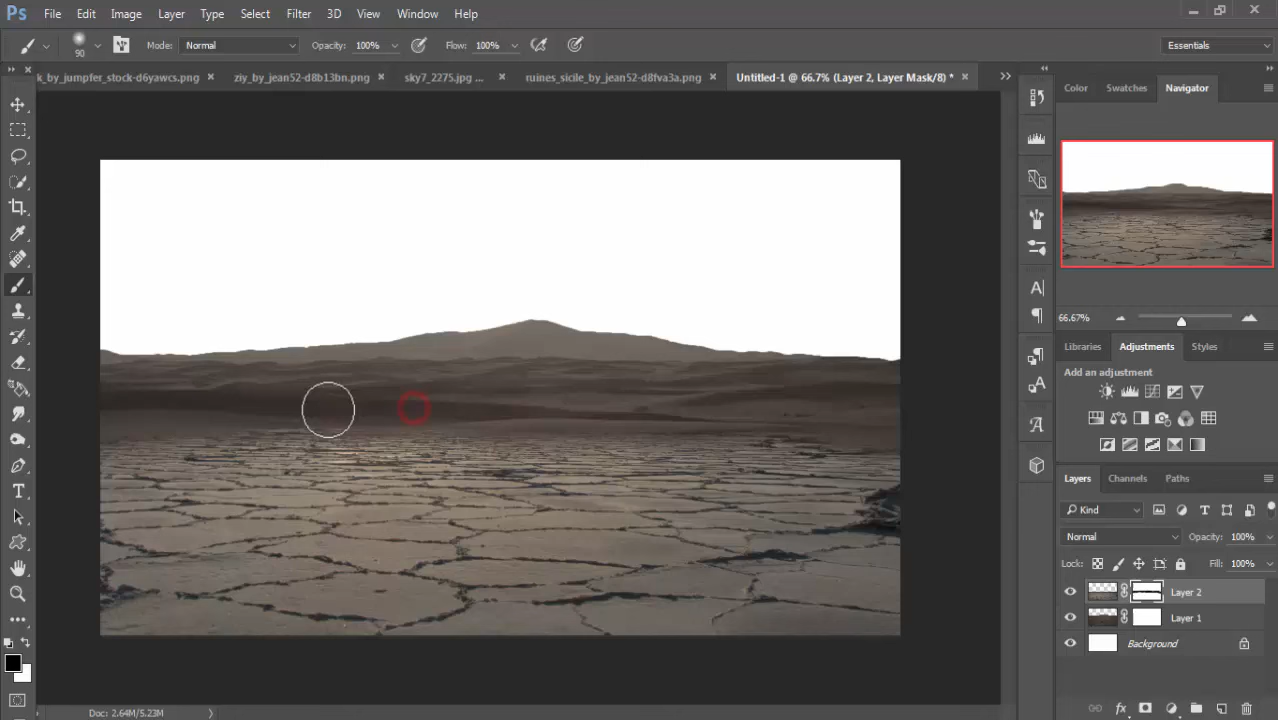 Ps File Edit Image Layer Type Select Filter 3D View Window Help
90 Mode: Normal Opacity: 100% Flow: 100% Essentials
k_by_jumpfer_stock-d6yawcs.png × ziy_by_jean52-d8b13bn.png × sky7_2275.jpg ... × ruines_sicile_by_jean52-d8fva3a.png × Untitled-1 @ 66.7% (Layer 2, Layer Mask/8) * ×
Color Swatches Navigator
66.67%
Libraries Adjustments Styles
Add an adjustment
Layers Channels Paths
Kind
Normal Opacity: 100%
Lock: Fill: 100%
Layer 2
Layer 1
Background
Doc: 2.64M/5.23M